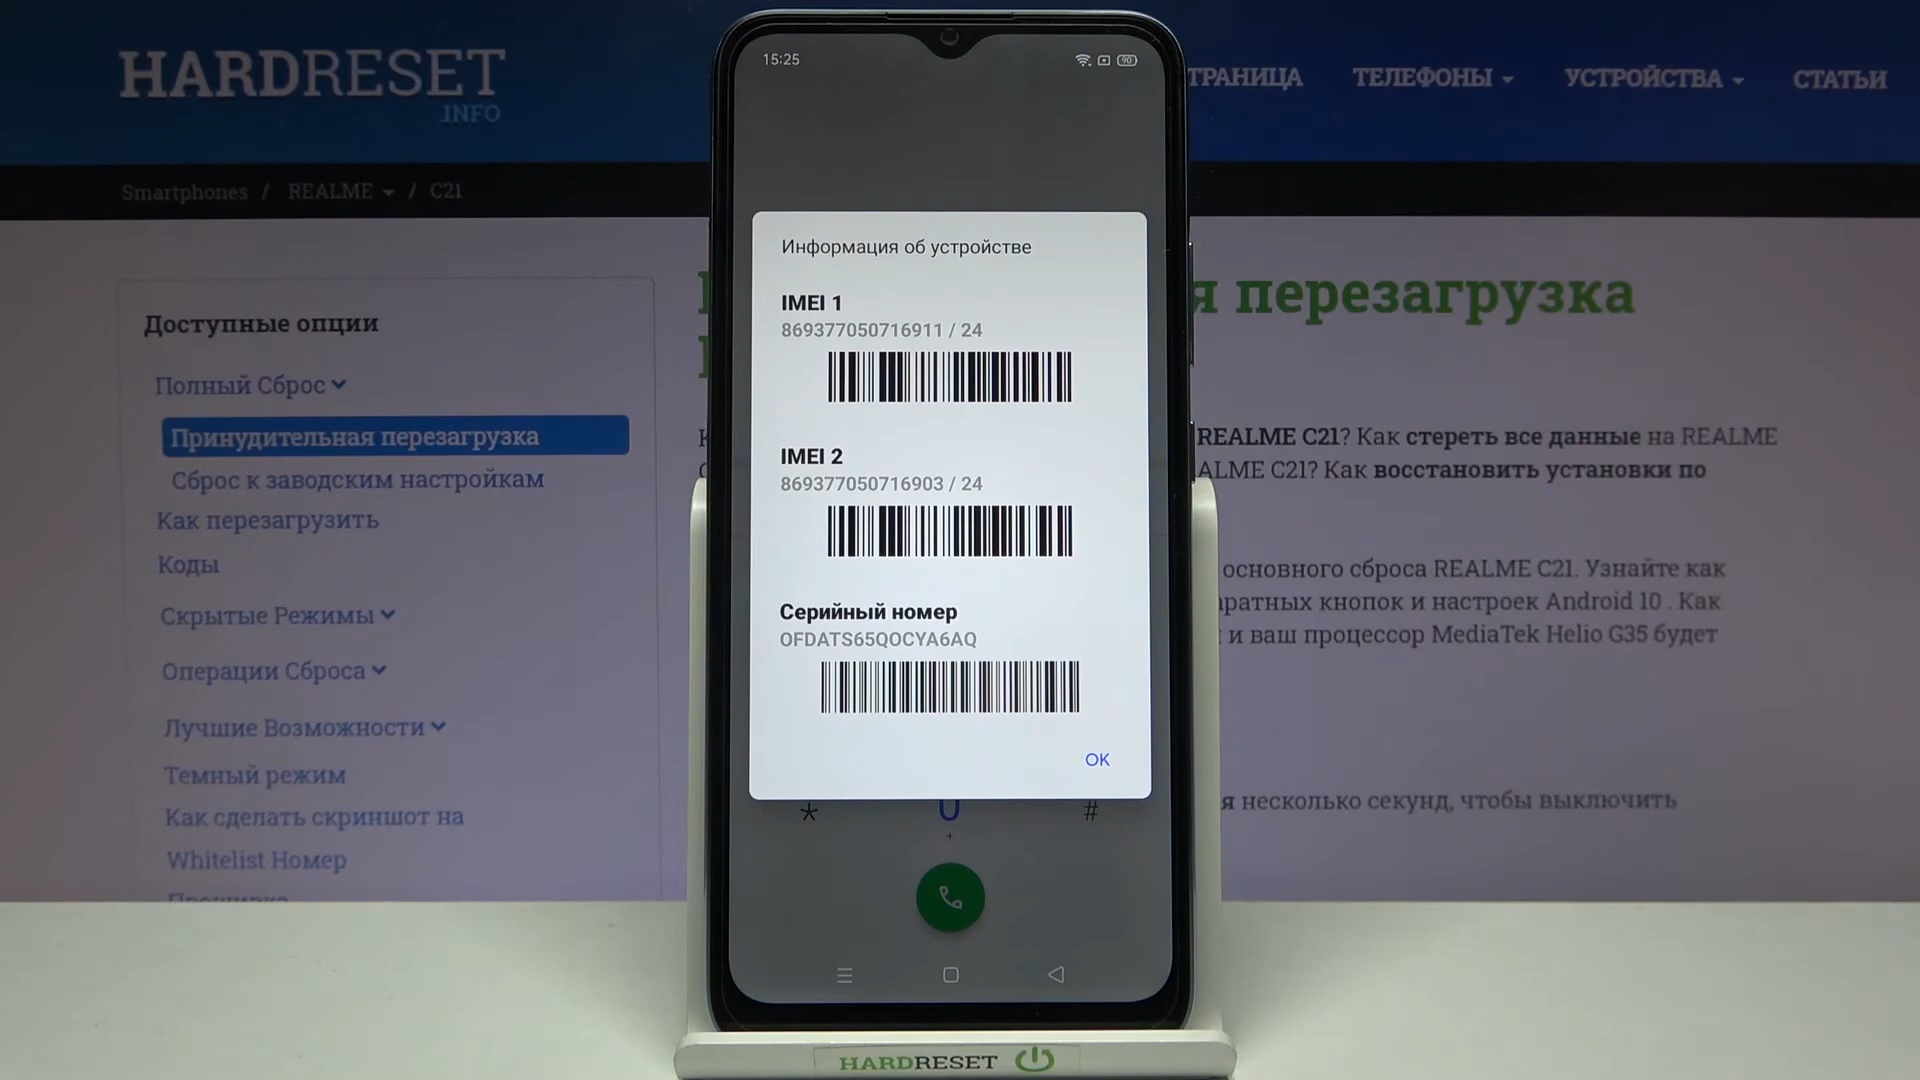 HARDRESET
.INFO
ТРАНИЦА ТЕЛЕФОНЫ УСТРОЙСТВА СТАТЬИ
Smartphones / REALME / C21
Доступные опции
Полный Сброс
Принудительная перезагрузка
Сброс к заводским настройкам
Как перезагрузить
Коды
Скрытые Режимы
Операции Сброса
Лучшие Возможности
Темный режим
Как сделать скриншот на
Whitelist Номер
15:25
90
Информация об устройстве
IMEI 1
869377050716911 / 24
IMEI 2
869377050716903 / 24
Серийный номер
OFDATS65QOCYA6AQ
OK
* 0 #
+
я перезагрузка
REALME C21? Как стереть все данные на REALME
ALME C21? Как восстановить установки по
основного сброса REALME C21. Узнайте как
аратных кнопок и настроек Android 10 . Как
и ваш процессор MediaTek Helio G35 будет
я несколько секунд, чтобы выключить
HARDRESET